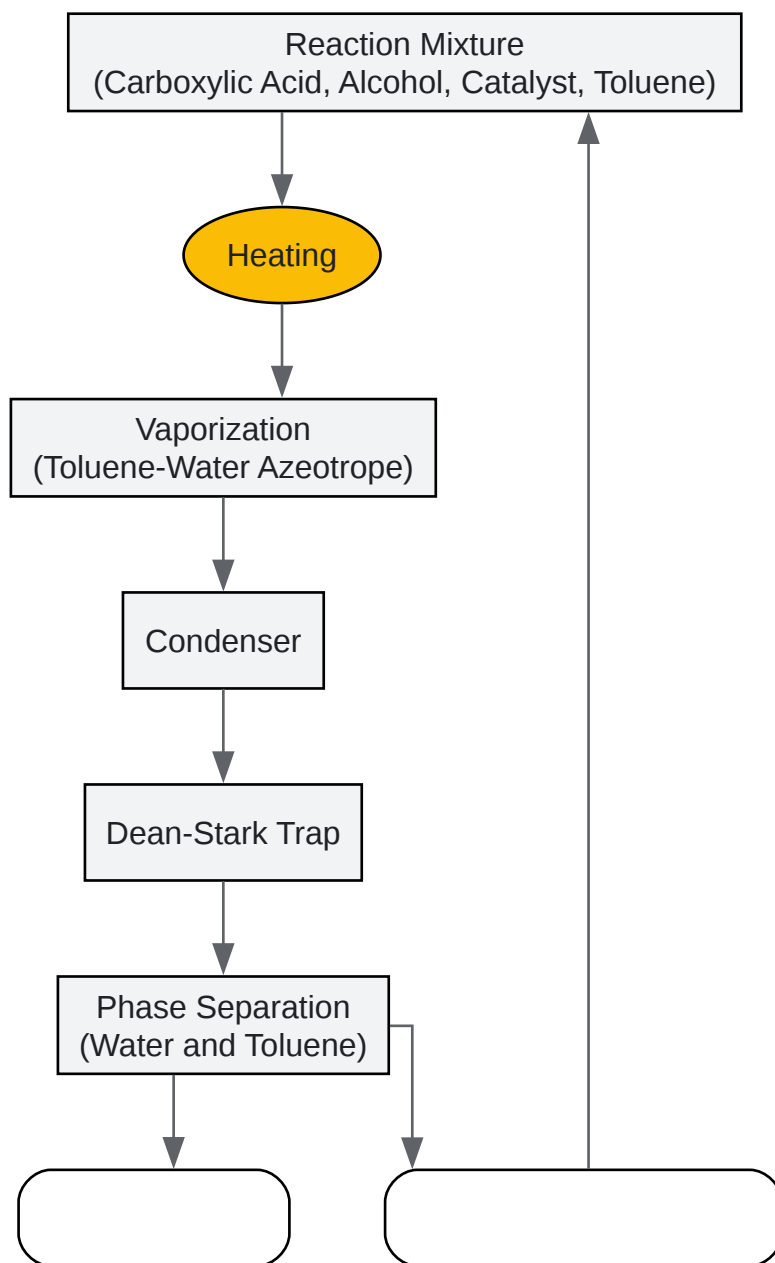 Reaction Mixture
(Carboxylic Acid, Alcohol, Catalyst, Toluene)
Heating
Vaporization
(Toluene-Water Azeotrope)
Condenser
Dean-Stark Trap
Phase Separation
(Water and Toluene)